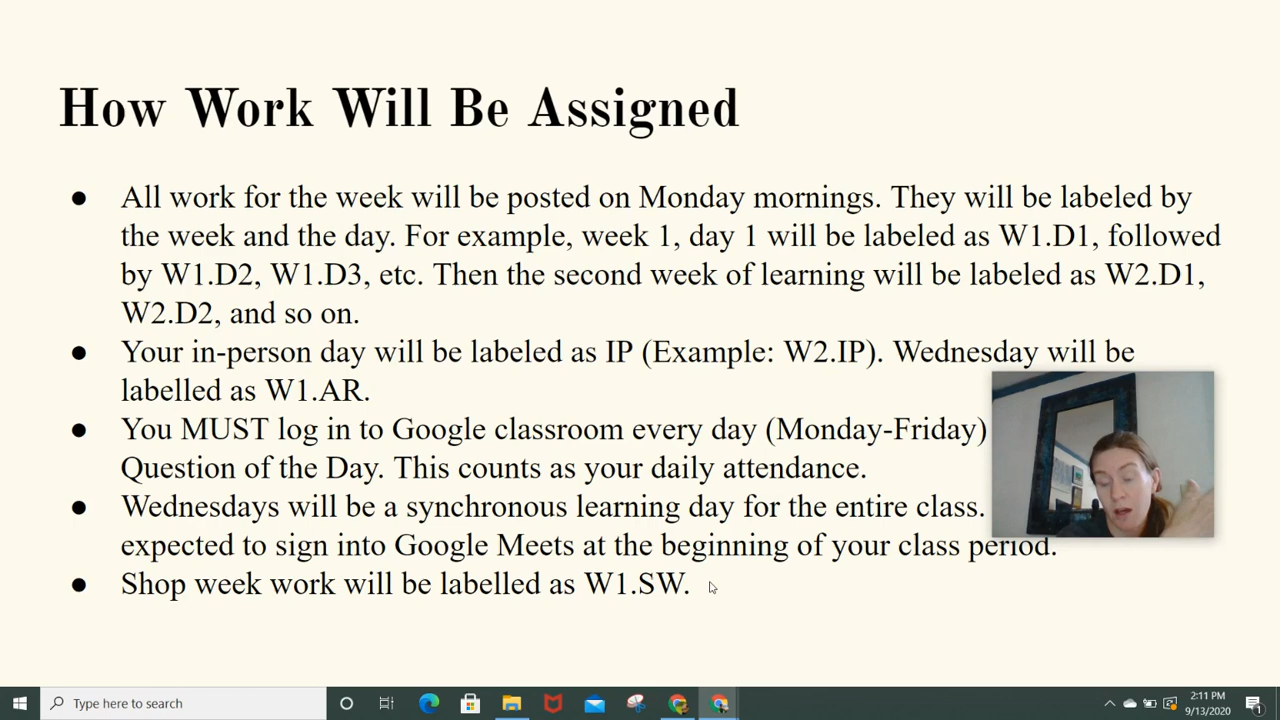 How Work Will Be Assigned
● All work for the week will be posted on Monday mornings. They will be labeled by
the week and the day. For example, week 1, day 1 will be labeled as W1.D1, followed
by W1.D2, W1.D3, etc. Then the second week of learning will be labeled as W2.D1,
W2.D2, and so on.
● Your in-person day will be labeled as IP (Example: W2.IP). Wednesday will be
labelled as W1.AR.
● You MUST log in to Google classroom every day (Monday-Friday)
Question of the Day. This counts as your daily attendance.
● Wednesdays will be a synchronous learning day for the entire class.
expected to sign into Google Meets at the beginning of your class period.
● Shop week work will be labelled as W1.SW.
Type here to search
2:11 PM
9/13/2020
1